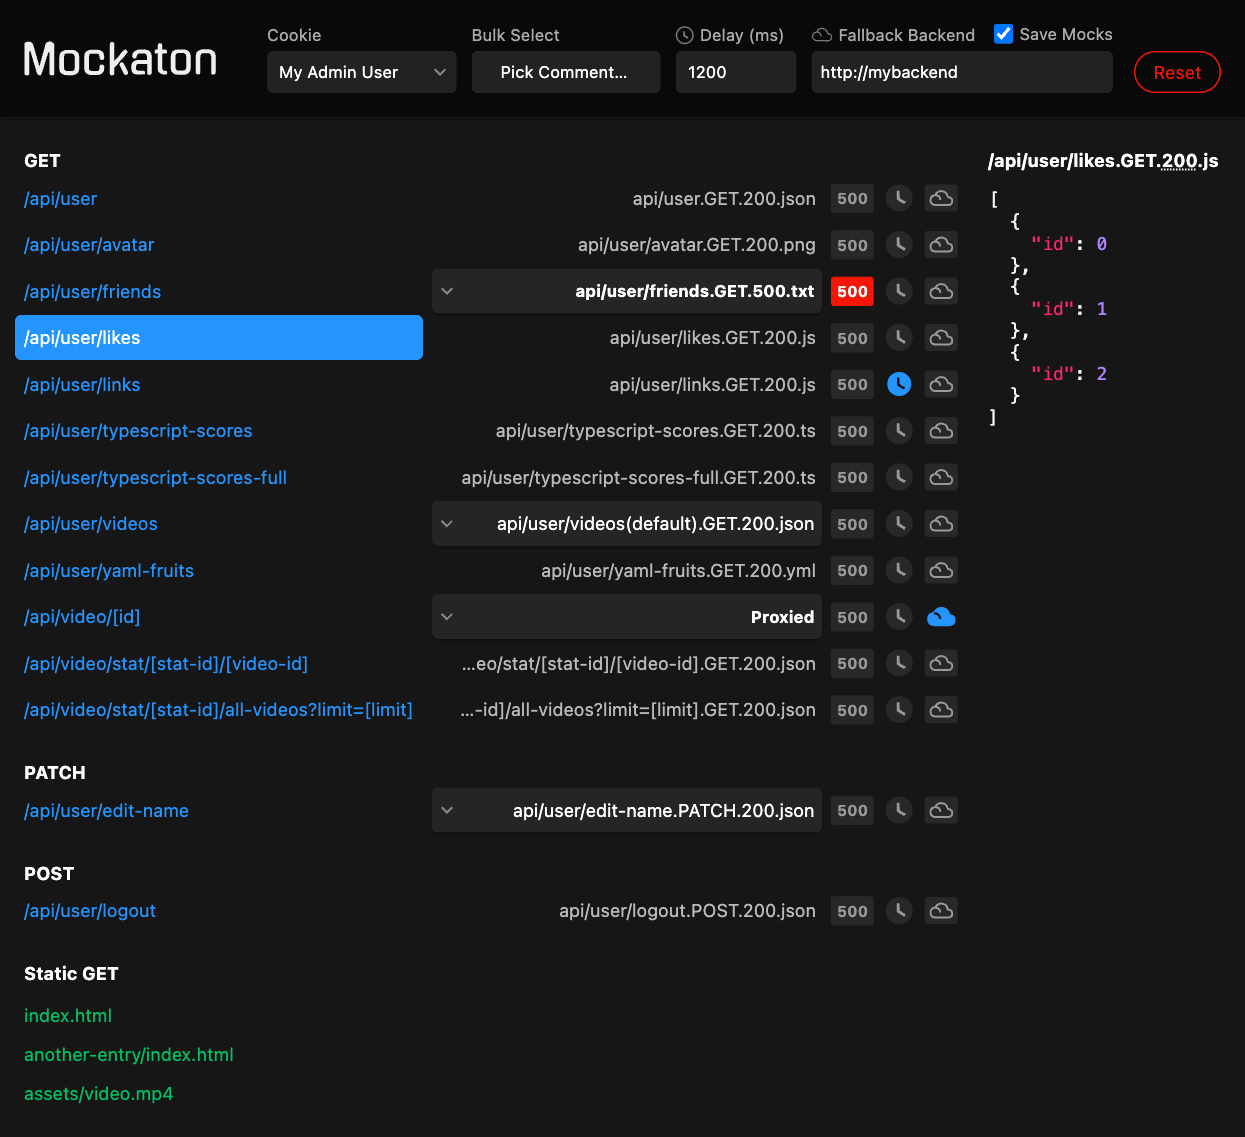 Mockaton
Cookie
My Admin User
Bulk Select
Pick Comment...
Delay (ms)
1200
Fallback Backend
Save Mocks
http://mybackend
Reset
GET
/api/user api/user.GET.200.json 500
/api/user/avatar api/user/avatar.GET.200.png 500
/api/user/friends api/user/friends.GET.500.txt 500
/api/user/likes api/user/likes.GET.200.js 500
/api/user/links api/user/links.GET.200.js 500
/api/user/typescript-scores api/user/typescript-scores.GET.200.ts 500
/api/user/typescript-scores-full api/user/typescript-scores-full.GET.200.ts 500
/api/user/videos api/user/videos(default).GET.200.json 500
/api/user/yaml-fruits api/user/yaml-fruits.GET.200.yml 500
/api/video/[id] Proxied 500
/api/video/stat/[stat-id]/[video-id] ...eo/stat/[stat-id]/[video-id].GET.200.json 500
/api/video/stat/[stat-id]/all-videos?limit=[limit] ...-id]/all-videos?limit=[limit].GET.200.json 500
PATCH
/api/user/edit-name api/user/edit-name.PATCH.200.json 500
POST
/api/user/logout api/user/logout.POST.200.json 500
Static GET
index.html
another-entry/index.html
assets/video.mp4
/api/user/likes.GET.200.js
[
{
"id": 0
},
{
"id": 1
},
{
"id": 2
}
]